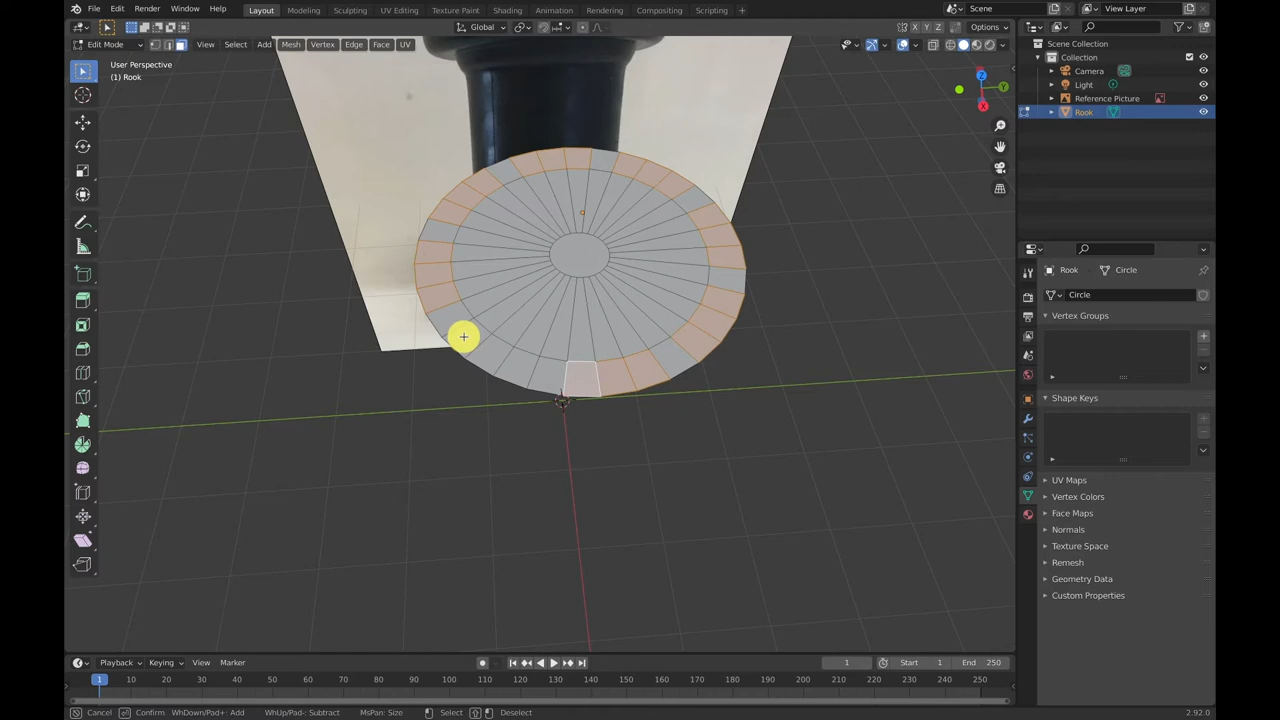 File Edit Render Window Help Layout Modeling Sculpting UV Editing Texture Paint Shading Animation Rendering Compositing Scripting + Scene View Layer
Global Options
Edit Mode View Select Add Mesh Vertex Edge Face UV
X Y Z
User Perspective
(1) Rook
Z
Y
X
Scene Collection
Collection
Camera
Light
Reference Picture
Rook
Rook Circle
Circle
Vertex Groups
Shape Keys
UV Maps
Vertex Colors
Face Maps
Normals
Texture Space
Remesh
Geometry Data
Custom Properties
Playback Keying View Marker 1 Start 1 End 250
1 10 20 30 40 50 60 70 80 90 100 110 120 130 140 150 160 170 180 190 200 210 220 230 240 250
Cancel Confirm WhDown/Pad+: Add WhUp/Pad-: Subtract MsPan: Size Select Deselect 2.92.0